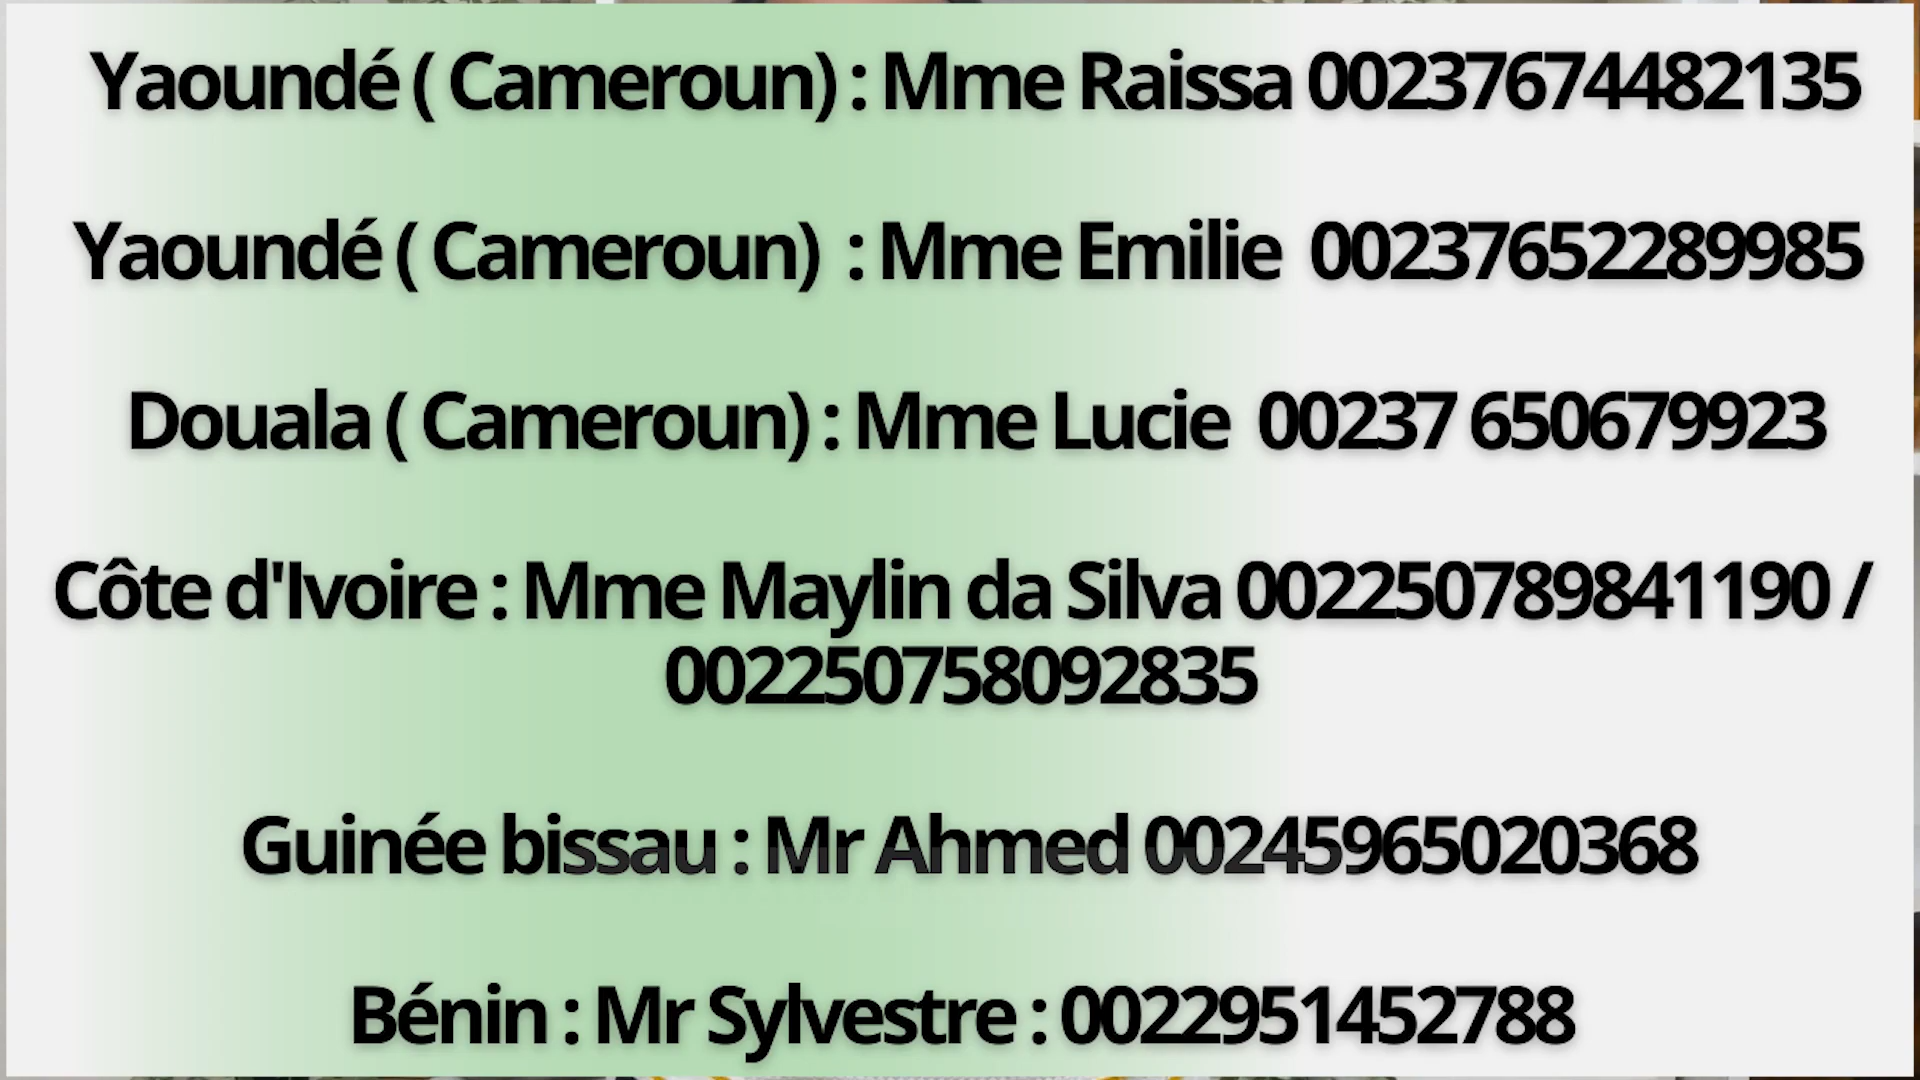 Yaoundé ( Cameroun) : Mme Raissa 00237674482135
Yaoundé ( Cameroun)  : Mme Emilie  00237652289985
Douala ( Cameroun) : Mme Lucie  00237 650679923
Côte d'Ivoire : Mme Maylin da Silva 002250789841190 /
002250758092835
Guinée bissau : Mr Ahmed 00245965020368
Bénin : Mr Sylvestre : 0022951452788